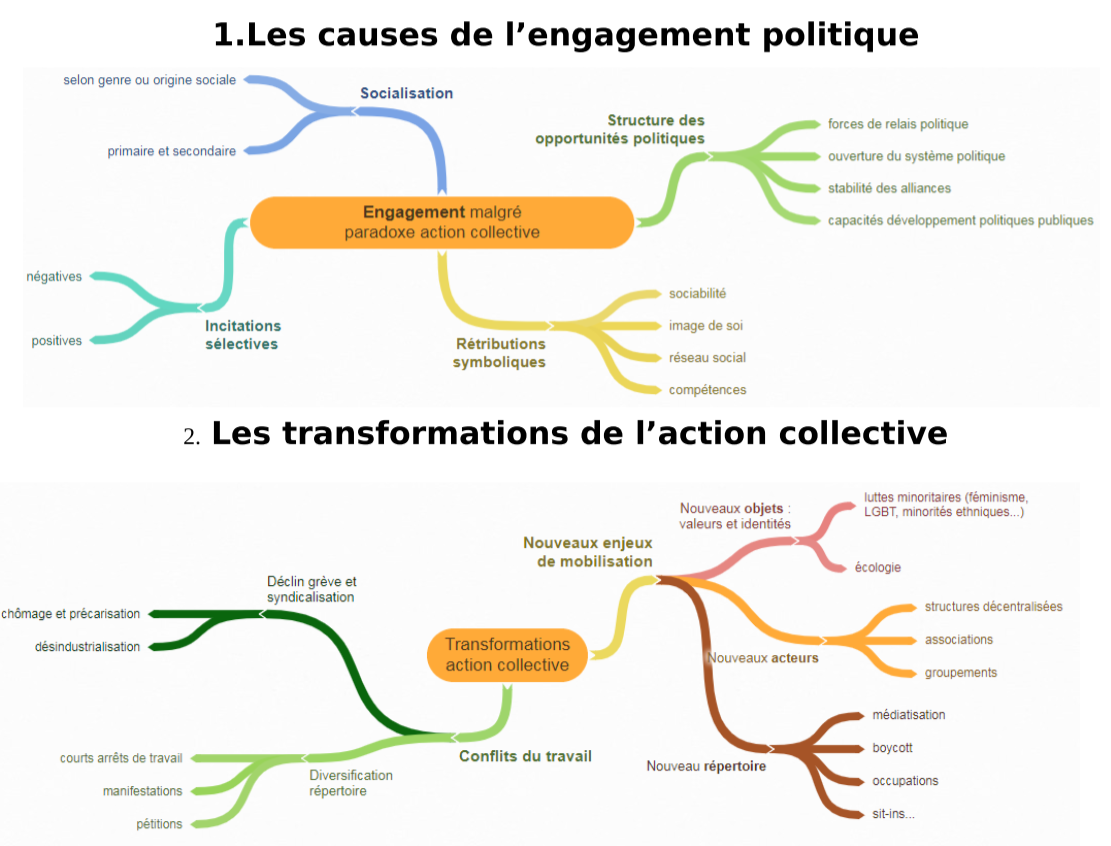 1.Les causes de l’engagement politique
selon genre ou origine sociale
Socialisation
primaire et secondaire
Structure des
opportunités politiques
forces de relais politique
ouverture du système politique
stabilité des alliances
capacités développement politiques publiques
Engagement malgré
paradoxe action collective
négatives
positives
Incitations
sélectives
Rétributions
symboliques
sociabilité
image de soi
réseau social
compétences
2. Les transformations de l’action collective
Nouveaux objets :
valeurs et identités
luttes minoritaires (féminisme,
LGBT, minorités ethniques...)
écologie
Nouveaux enjeux
de mobilisation
Déclin grève et
syndicalisation
chômage et précarisation
désindustrialisation
Transformations
action collective
structures décentralisées
associations
groupements
Nouveaux acteurs
Conflits du travail
courts arrêts de travail
manifestations
pétitions
Diversification
répertoire
Nouveau répertoire
médiatisation
boycott
occupations
sit-ins...